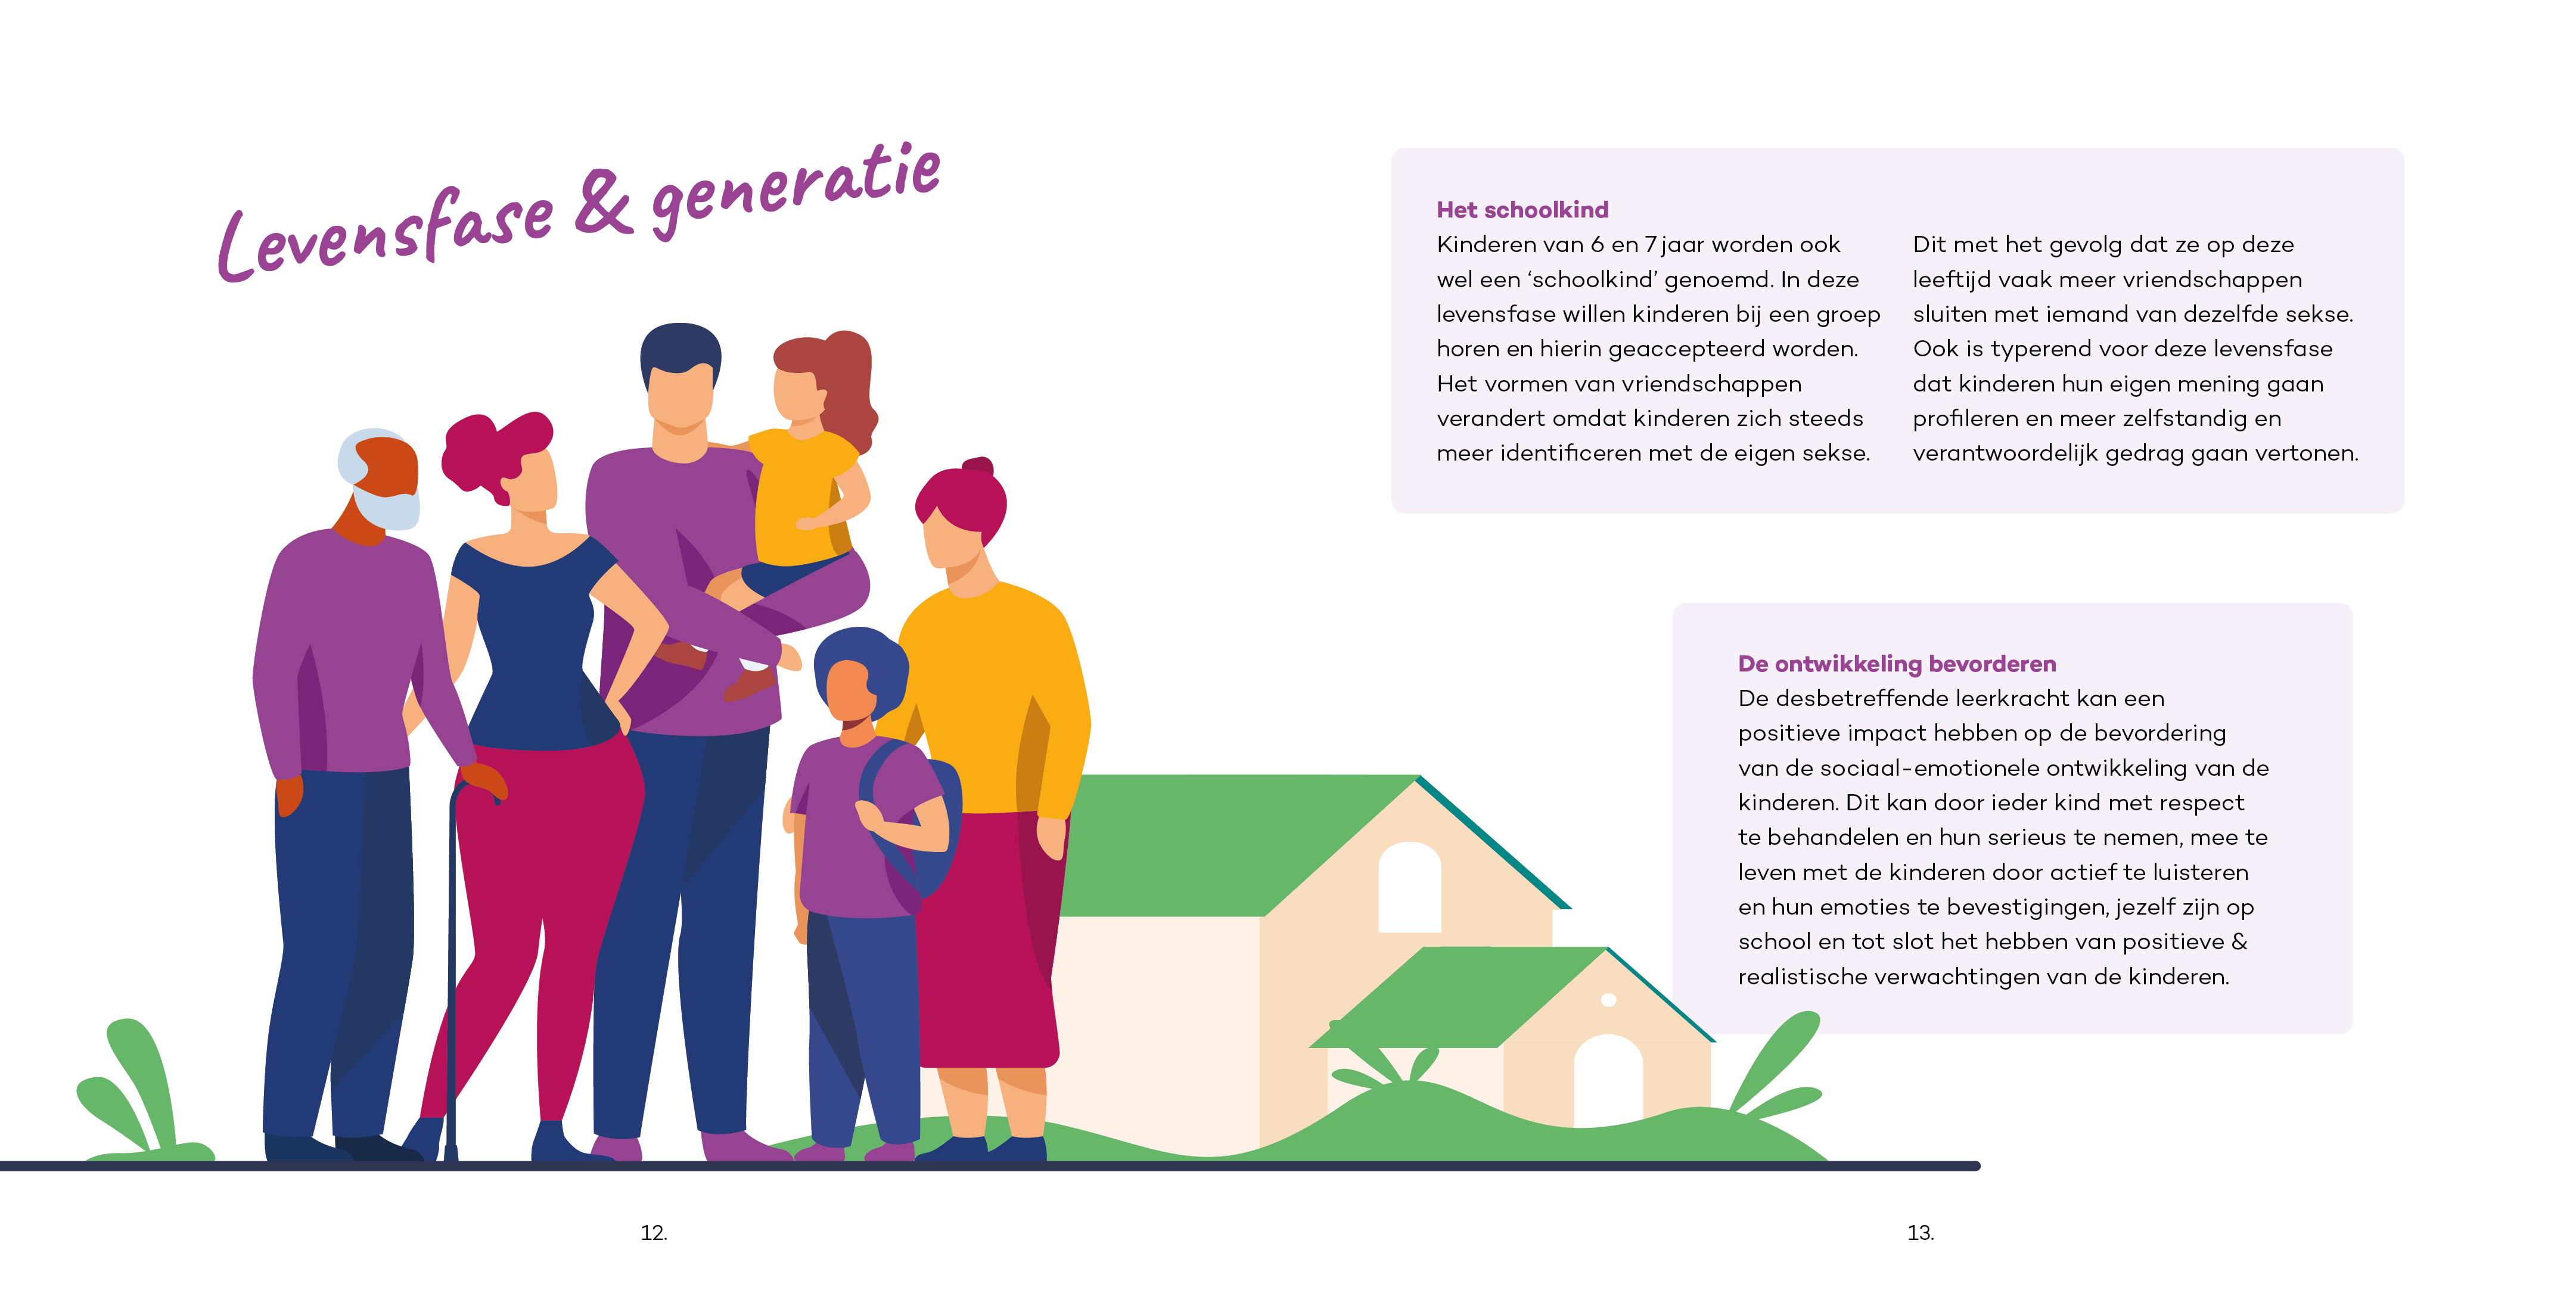 Levensfase & generatie
Het schoolkind
Kinderen van 6 en 7 jaar worden ook
wel een ‘schoolkind’ genoemd. In deze
levensfase willen kinderen bij een groep
horen en hierin geaccepteerd worden.
Het vormen van vriendschappen
verandert omdat kinderen zich steeds
meer identificeren met de eigen sekse.
Dit met het gevolg dat ze op deze
leeftijd vaak meer vriendschappen
sluiten met iemand van dezelfde sekse.
Ook is typerend voor deze levensfase
dat kinderen hun eigen mening gaan
profileren en meer zelfstandig en
verantwoordelijk gedrag gaan vertonen.
De ontwikkeling bevorderen
De desbetreffende leerkracht kan een
positieve impact hebben op de bevordering
van de sociaal-emotionele ontwikkeling van de
kinderen. Dit kan door ieder kind met respect
te behandelen en hun serieus te nemen, mee te
leven met de kinderen door actief te luisteren
en hun emoties te bevestigingen, jezelf zijn op
school en tot slot het hebben van positieve &
realistische verwachtingen van de kinderen.
12.
13.